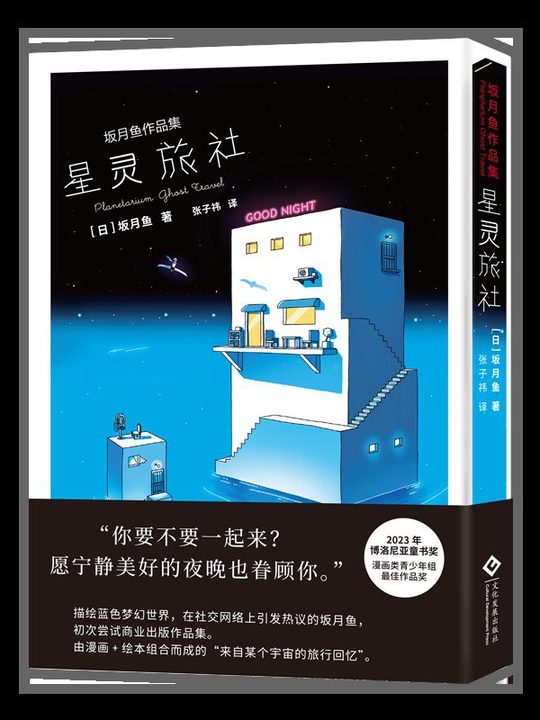 坂月鱼作品集
星灵旅社
Planetarium Ghost Travel
[日]坂月鱼 著 张子祎 译
GOOD NIGHT
“你要不要一起来？
愿宁静美好的夜晚也眷顾你。”
描绘蓝色梦幻世界，在社交网络上引发热议的坂月鱼，
初次尝试商业出版作品集。
由漫画+绘本组合而成的“来自某个宇宙的旅行回忆”。
2023 年
博洛尼亚童书奖
漫画类青少年组
最佳作品奖
坂月鱼作品集
Planetarium Ghost Travel
星灵旅社
[日]坂月鱼 著
张子祎 译
文化发展出版社
Cultural Development Press